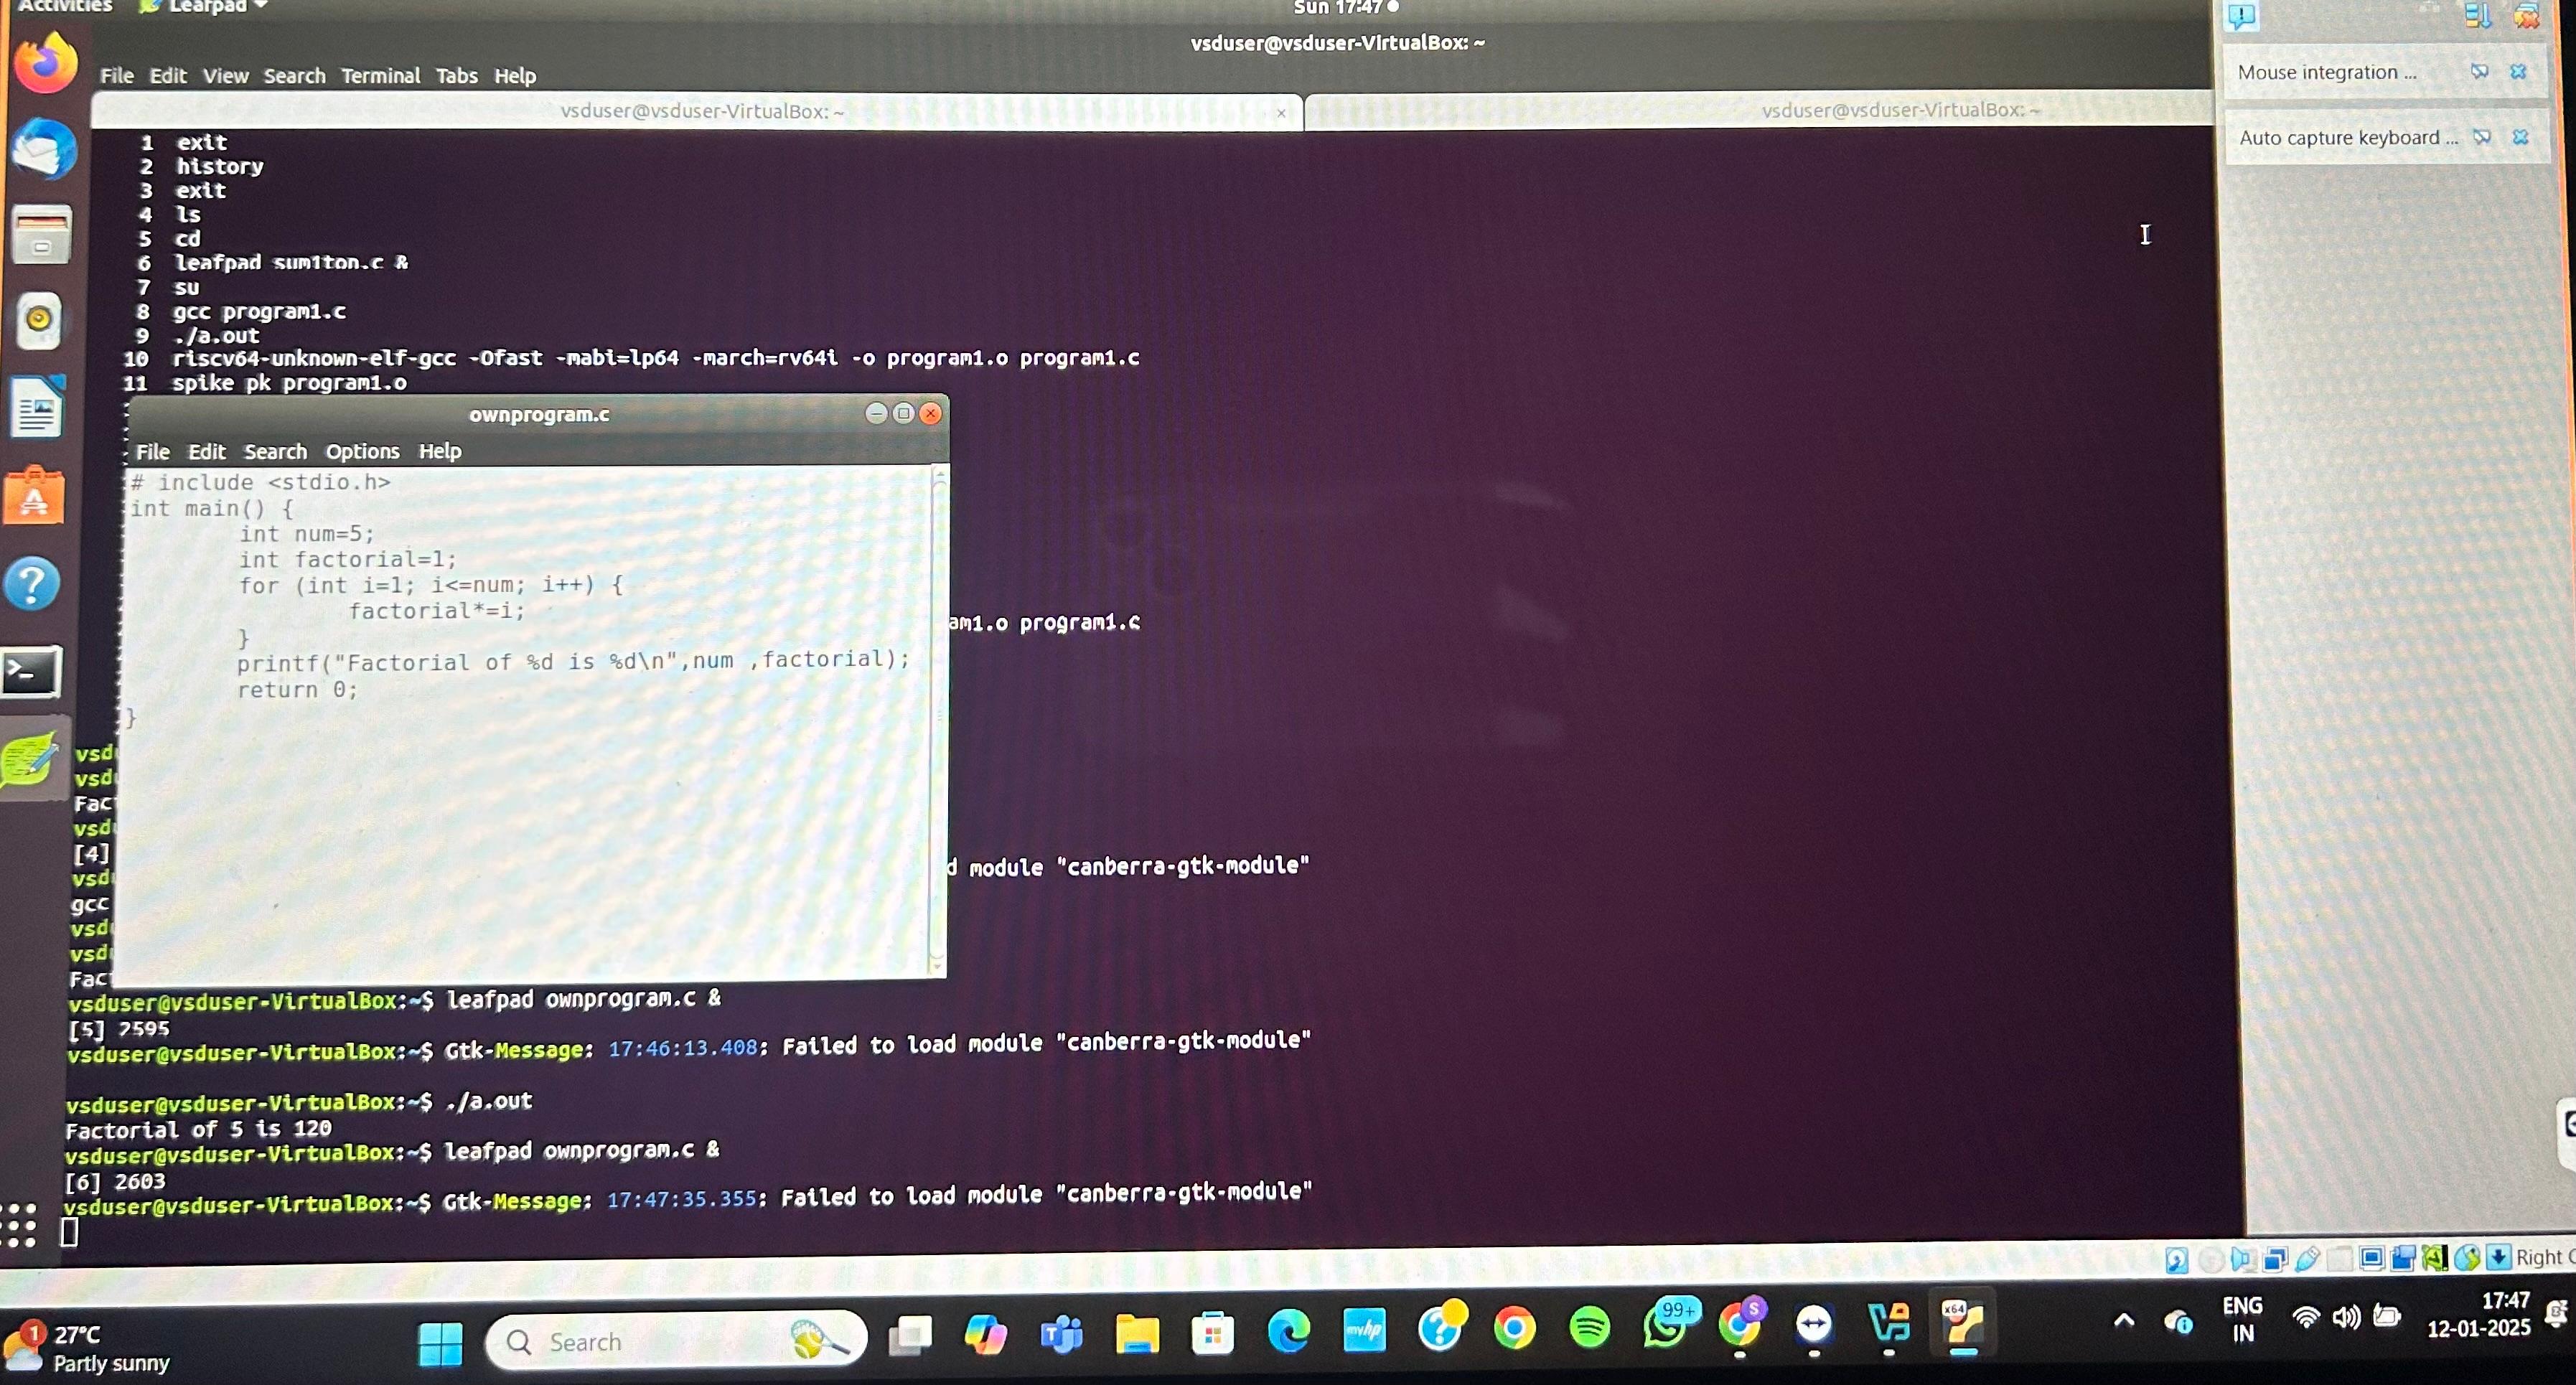 Activities Leafpad
Sun 17:47
vsduser@vsduser-VirtualBox: ~
File Edit View Search Terminal Tabs Help
vsduser@vsduser-VirtualBox: ~ ×
vsduser@vsduser-VirtualBox: ~
Mouse integration ...
Auto capture keyboard ...
1 exit
2 history
3 exit
4 ls
5 cd
6 leafpad sum1ton.c &
7 su
8 gcc program1.c
9 ./a.out
10 riscv64-unknown-elf-gcc -Ofast -mabi=lp64 -march=rv64i -o program1.o program1.c
11 spike pk program1.o
ownprogram.c
File Edit Search Options Help
# include <stdio.h>
int main() {
int num=5;
int factorial=1;
for (int i=1; i<=num; i++) {
factorial*=i;
}
printf("Factorial of %d is %d\n",num ,factorial);
return 0;
}
am1.o program1.c
vsd
vsd
Fac
vsd
[4]
d module "canberra-gtk-module"
vsd
gcc
vsd
vsd
Fac
vsduser@vsduser-VirtualBox:~$ leafpad ownprogram.c &
[5] 2595
vsduser@vsduser-VirtualBox:~$ Gtk-Message: 17:46:13.408: Failed to load module "canberra-gtk-module"
vsduser@vsduser-VirtualBox:~$ ./a.out
Factorial of 5 is 120
vsduser@vsduser-VirtualBox:~$ leafpad ownprogram.c &
[6] 2603
vsduser@vsduser-VirtualBox:~$ Gtk-Message: 17:47:35.355: Failed to load module "canberra-gtk-module"
Right
1
27°C
Partly sunny
Search
myhp
99+
S
x64
ENG
IN
17:47
12-01-2025